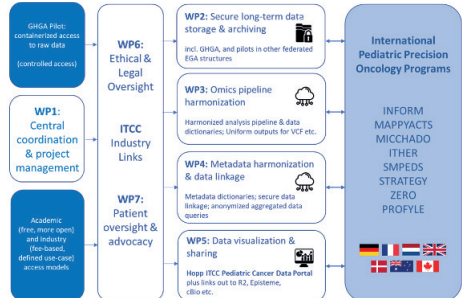 GHGA Pilot:
containerized access
to raw data
(controlled access)
WP1:
Central
coordination &
project
management
Academic
(free, more open)
and Industry
(fee-based,
defined use-case)
access models
WP6:
Ethical &
Legal
Oversight
ITCC
Industry
Links
WP7:
Patient
oversight &
advocacy
WP2: Secure long-term data
storage & archiving
incl. GHGA, and pilots in other federated
EGA structures
WP3: Omics pipeline
harmonization
Harmonized analysis pipeline & data
dictionaries; Uniform outputs for VCF etc.
WP4: Metadata harmonization
& data linkage
Metadata dictionaries; secure data
linkage; anonymized aggregated data
queries
WP5: Data visualization &
sharing
Hopp ITCC Pediatric Cancer Data Portal
plus links out to R2, Episteme,
cBio etc.
International
Pediatric Precision
Oncology Programs
INFORM
MAPPYACTS
MICCHADO
ITHER
SMPEDS
STRATEGY
ZERO
PROFYLE